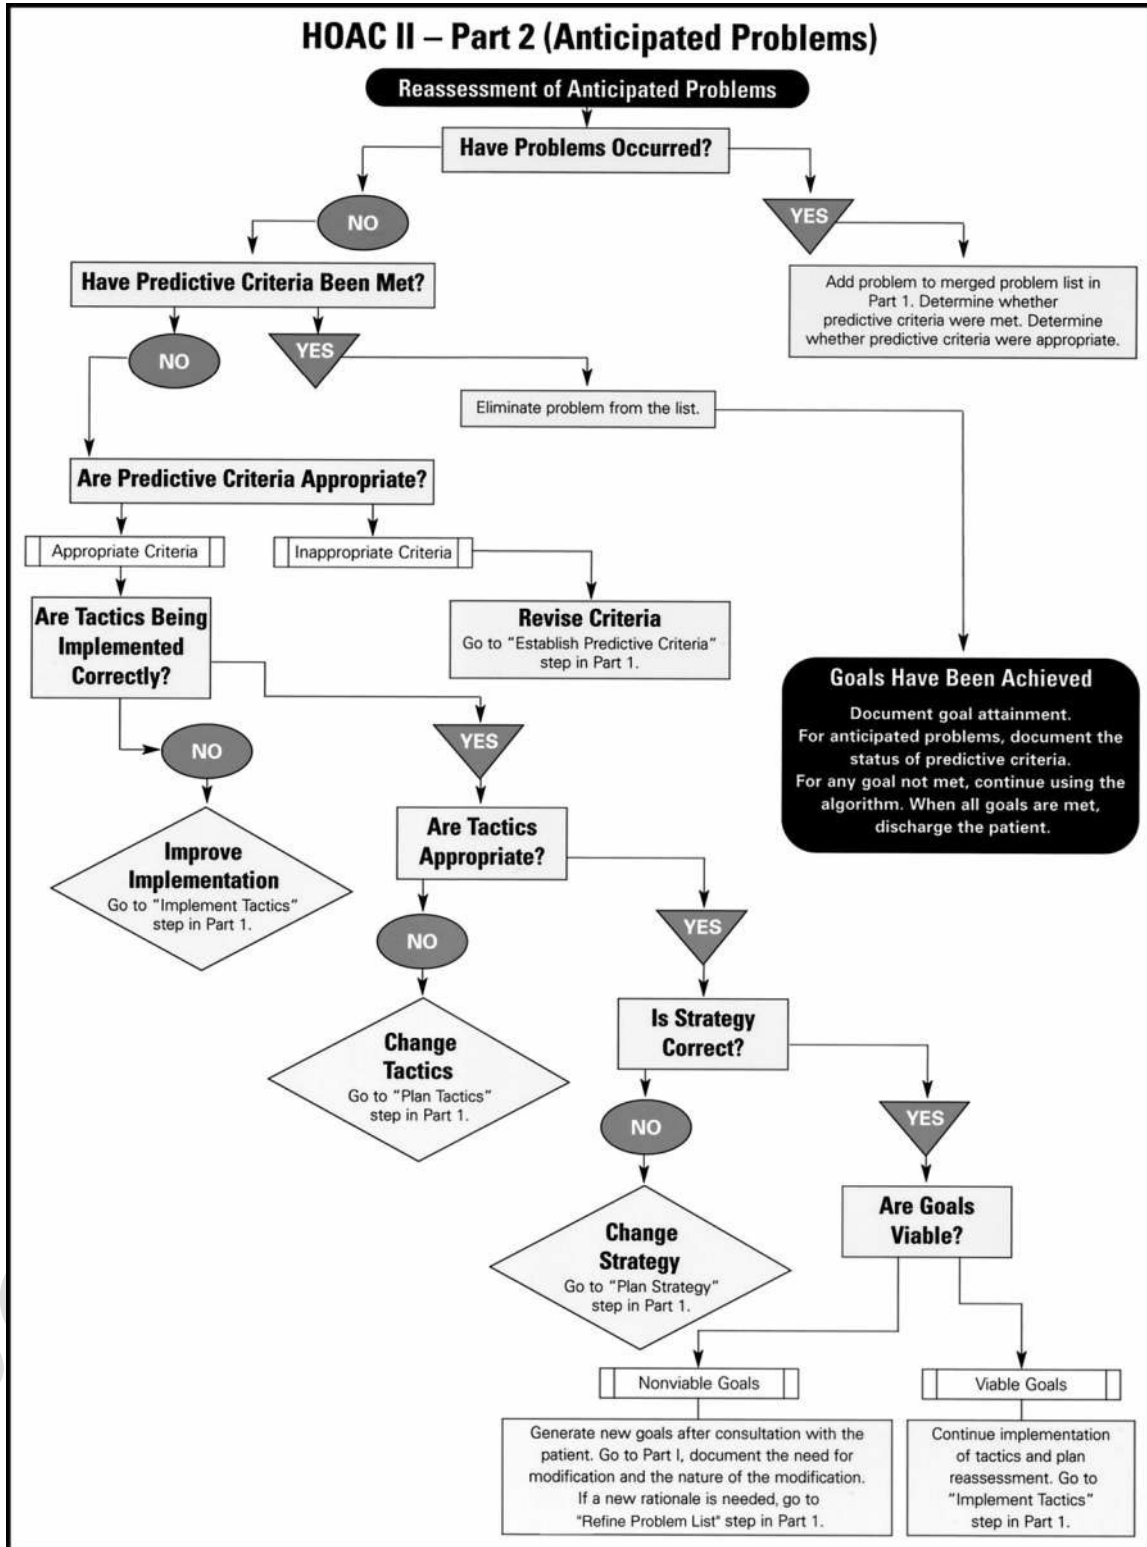 HOAC II – Part 2 (Anticipated Problems)
Reassessment of Anticipated Problems
Have Problems Occurred?
NO
YES
Have Predictive Criteria Been Met?
Add problem to merged problem list in
Part 1. Determine whether
predictive criteria were met. Determine
whether predictive criteria were appropriate.
NO
YES
Eliminate problem from the list.
Are Predictive Criteria Appropriate?
Appropriate Criteria
Inappropriate Criteria
Are Tactics Being
Implemented
Correctly?
Revise Criteria
Go to "Establish Predictive Criteria"
step in Part 1.
Goals Have Been Achieved
Document goal attainment.
For anticipated problems, document the
status of predictive criteria.
For any goal not met, continue using the
algorithm. When all goals are met,
discharge the patient.
NO
YES
Improve
Implementation
Go to "Implement Tactics"
step in Part 1.
Are Tactics
Appropriate?
NO
YES
Change
Tactics
Go to "Plan Tactics"
step in Part 1.
Is Strategy
Correct?
NO
YES
Change
Strategy
Go to "Plan Strategy"
step in Part 1.
Are Goals
Viable?
Nonviable Goals
Viable Goals
Generate new goals after consultation with the
patient. Go to Part I, document the need for
modification and the nature of the modification.
If a new rationale is needed, go to
"Refine Problem List" step in Part 1.
Continue implementation
of tactics and plan
reassessment. Go to
"Implement Tactics"
step in Part 1.